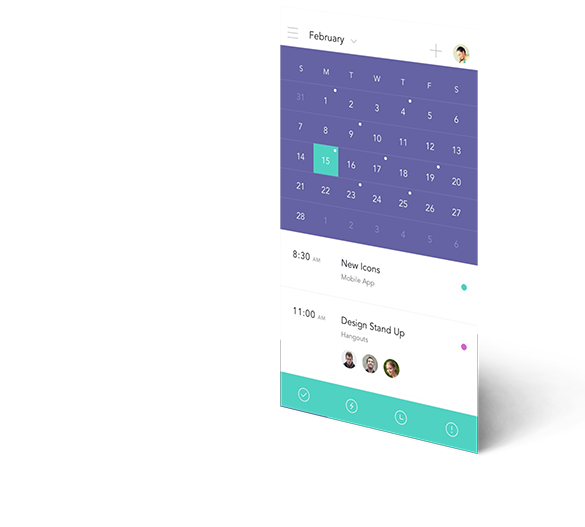 February
S M T W T F S
31 1 2 3 4 5 6
7 8 9 10 11 12 13
14 15 16 17 18 19 20
21 22 23 24 25 26 27
28 1 2 3 4 5 6
8:30 AM New Icons
Mobile App
11:00 AM Design Stand Up
Hangouts